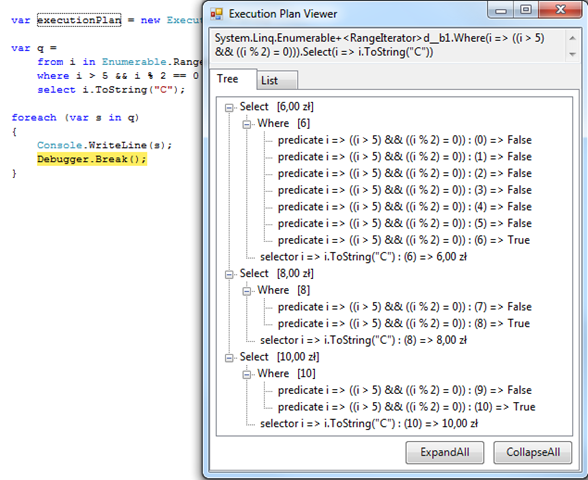 var executionPlan = new Execut
var q =
from i in Enumerable.Rang
where i > 5 && i % 2 == 0
select i.ToString("C");
foreach (var s in q)
{
Console.WriteLine(s);
Debugger.Break();
}
Execution Plan Viewer
System.Linq.Enumerable+<RangeIterator>d__b1.Where(i => ((i > 5)
&& ((i % 2) = 0))).Select(i => i.ToString("C"))
Tree List
Select [6,00 zł]
Where [6]
predicate i => ((i > 5) && ((i % 2) = 0)) : (0) => False
predicate i => ((i > 5) && ((i % 2) = 0)) : (1) => False
predicate i => ((i > 5) && ((i % 2) = 0)) : (2) => False
predicate i => ((i > 5) && ((i % 2) = 0)) : (3) => False
predicate i => ((i > 5) && ((i % 2) = 0)) : (4) => False
predicate i => ((i > 5) && ((i % 2) = 0)) : (5) => False
predicate i => ((i > 5) && ((i % 2) = 0)) : (6) => True
selector i => i.ToString("C") : (6) => 6,00 zł
Select [8,00 zł]
Where [8]
predicate i => ((i > 5) && ((i % 2) = 0)) : (7) => False
predicate i => ((i > 5) && ((i % 2) = 0)) : (8) => True
selector i => i.ToString("C") : (8) => 8,00 zł
Select [10,00 zł]
Where [10]
predicate i => ((i > 5) && ((i % 2) = 0)) : (9) => False
predicate i => ((i > 5) && ((i % 2) = 0)) : (10) => True
selector i => i.ToString("C") : (10) => 10,00 zł
ExpandAll CollapseAll